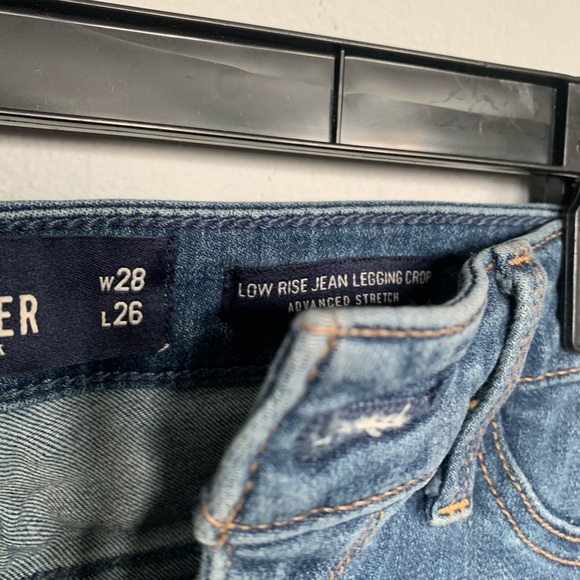 W28
L26
ER
K
LOW RISE JEAN LEGGING CROP
ADVANCED STRETCH